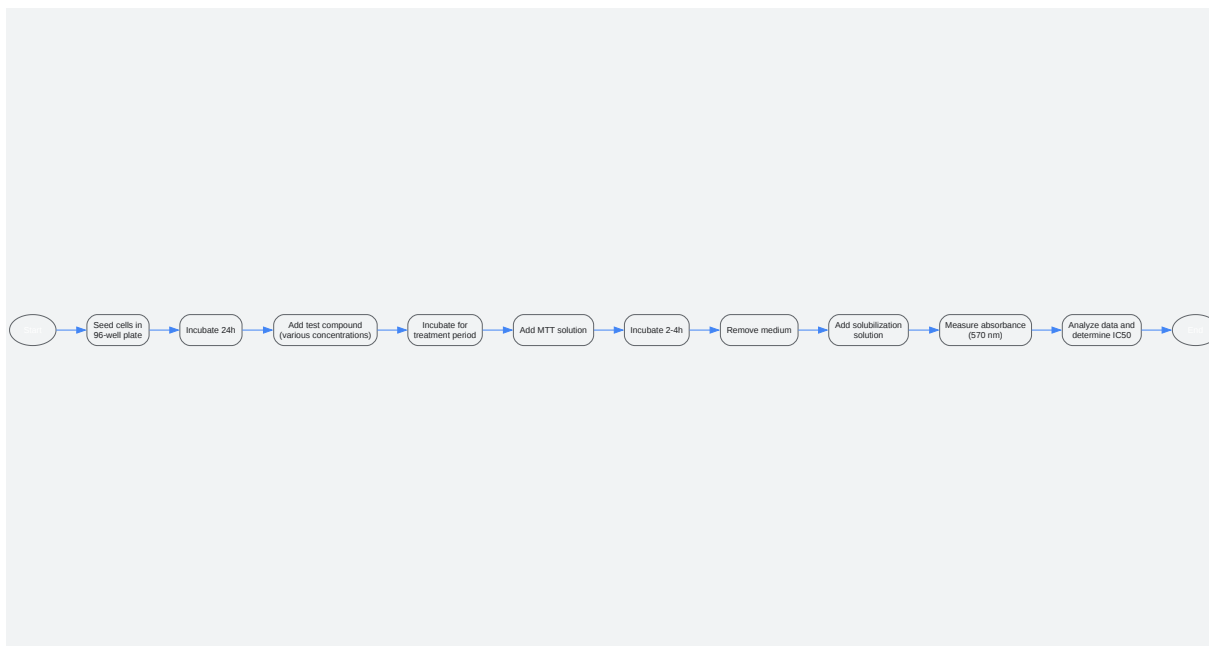 Start
Seed cells in
96-well plate
Incubate 24h
Add test compound
(various concentrations)
Incubate for
treatment period
Add MTT solution
Incubate 2-4h
Remove medium
Add solubilization
solution
Measure absorbance
(570 nm)
Analyze data and
determine IC50